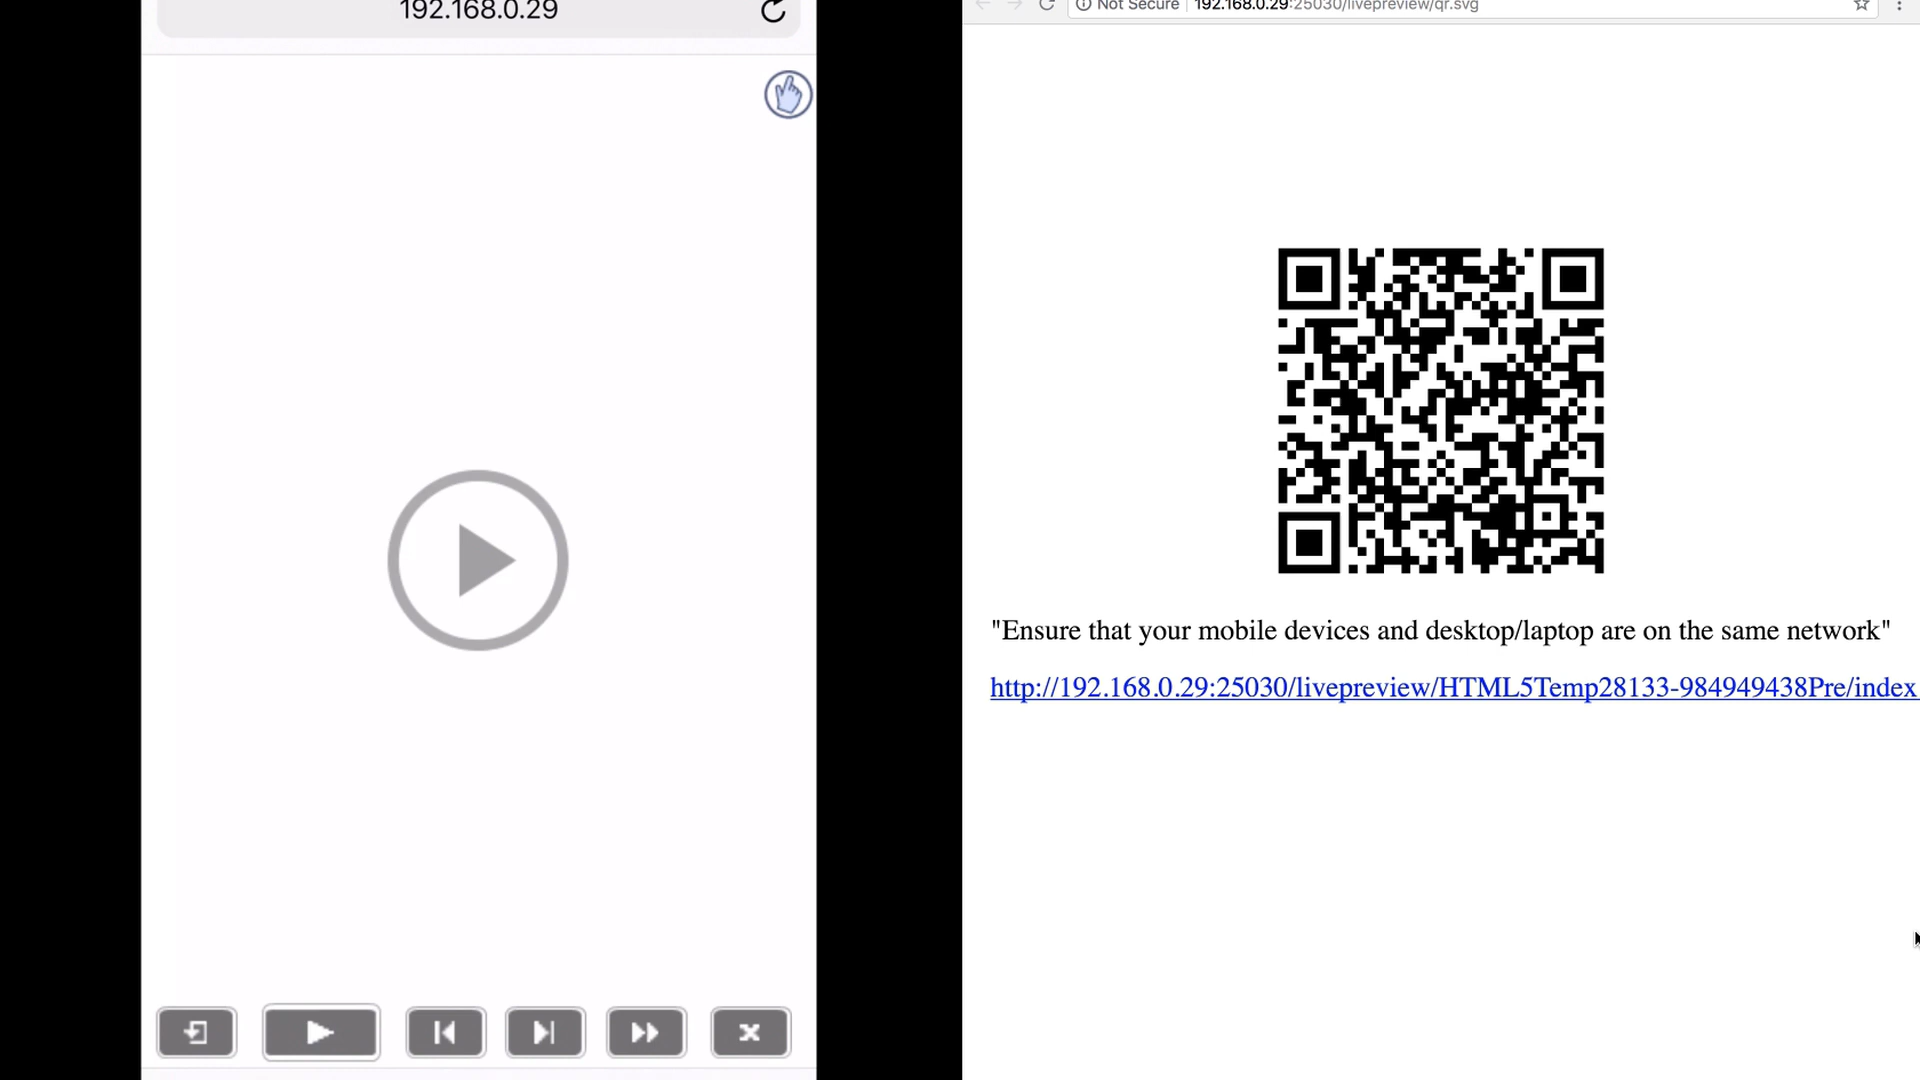 192.168.0.29
Not Secure | 192.168.0.29:25030/livepreview/qr.svg
"Ensure that your mobile devices and desktop/laptop are on the same network"
http://192.168.0.29:25030/livepreview/HTML5Temp28133-984949438Pre/index